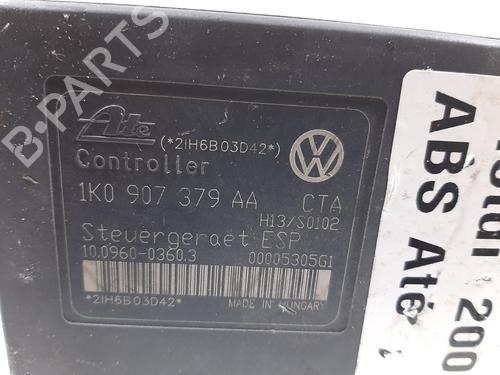 B-PARTS
Ate (*2IH6B03D42*)
Controller
1K0 907 379 AA CTA
H13/S0102
Steuergeraet ESP
10.0960-0360.3 00005305G1
*2IH6B03D42* MADE IN HUNGARY
200
ABS Até